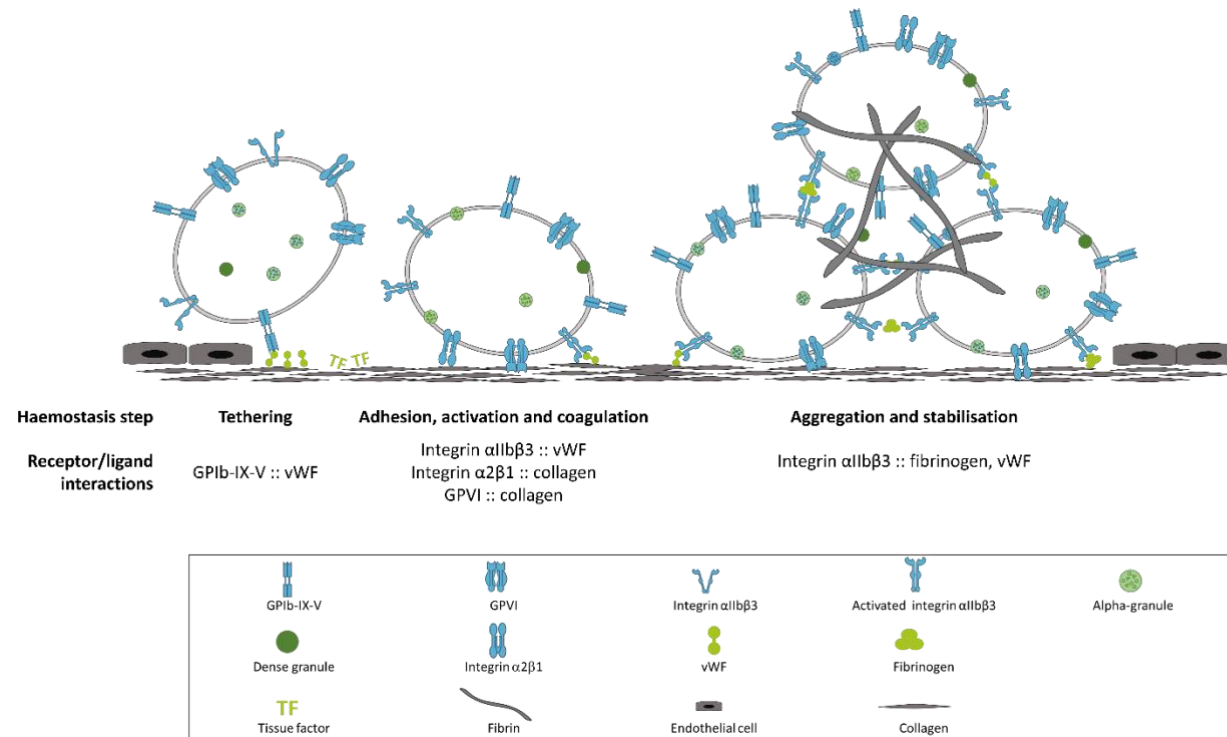 TF TF
Haemostasis step
Tethering
Adhesion, activation and coagulation
Aggregation and stabilisation
Receptor/ligand
interactions
GPIb-IX-V :: vWF
Integrin αIIbβ3 :: vWF
Integrin α2β1 :: collagen
GPVI :: collagen
Integrin αIIbβ3 :: fibrinogen, vWF
GPIb-IX-V
GPVI
Integrin αIIbβ3
Activated integrin αIIbβ3
Alpha-granule
Dense granule
Integrin α2β1
vWF
Fibrinogen
TF
Tissue factor
Fibrin
Endothelial cell
Collagen